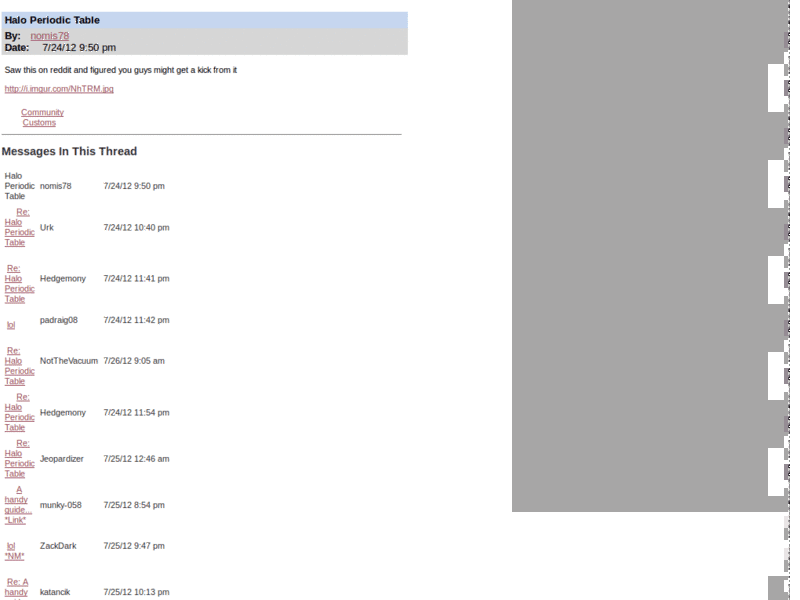 Halo Periodic Table
By: nomis78
Date: 7/24/12 9:50 pm
Saw this on reddit and figured you guys might get a kick from it
http://i.imgur.com/NhTRM.jpg
Community
Customs
Messages In This Thread
Halo
Periodic nomis78 7/24/12 9:50 pm
Table
Re:
Halo
Urk 7/24/12 10:40 pm
Periodic
Table
Re:
Halo Hedgemony 7/24/12 11:41 pm
Periodic
Table
lol padraig08 7/24/12 11:42 pm
Re:
Halo NotTheVacuum 7/26/12 9:05 am
Periodic
Table
Re:
Halo Hedgemony 7/24/12 11:54 pm
Periodic
Table
Re:
Halo
Periodic Jeopardizer 7/25/12 12:46 am
Table
A
handy
guide... munky-058 7/25/12 8:54 pm
*Link*
lol ZackDark 7/25/12 9:47 pm
*NM*
Re: A
handy katancik 7/25/12 10:13 pm